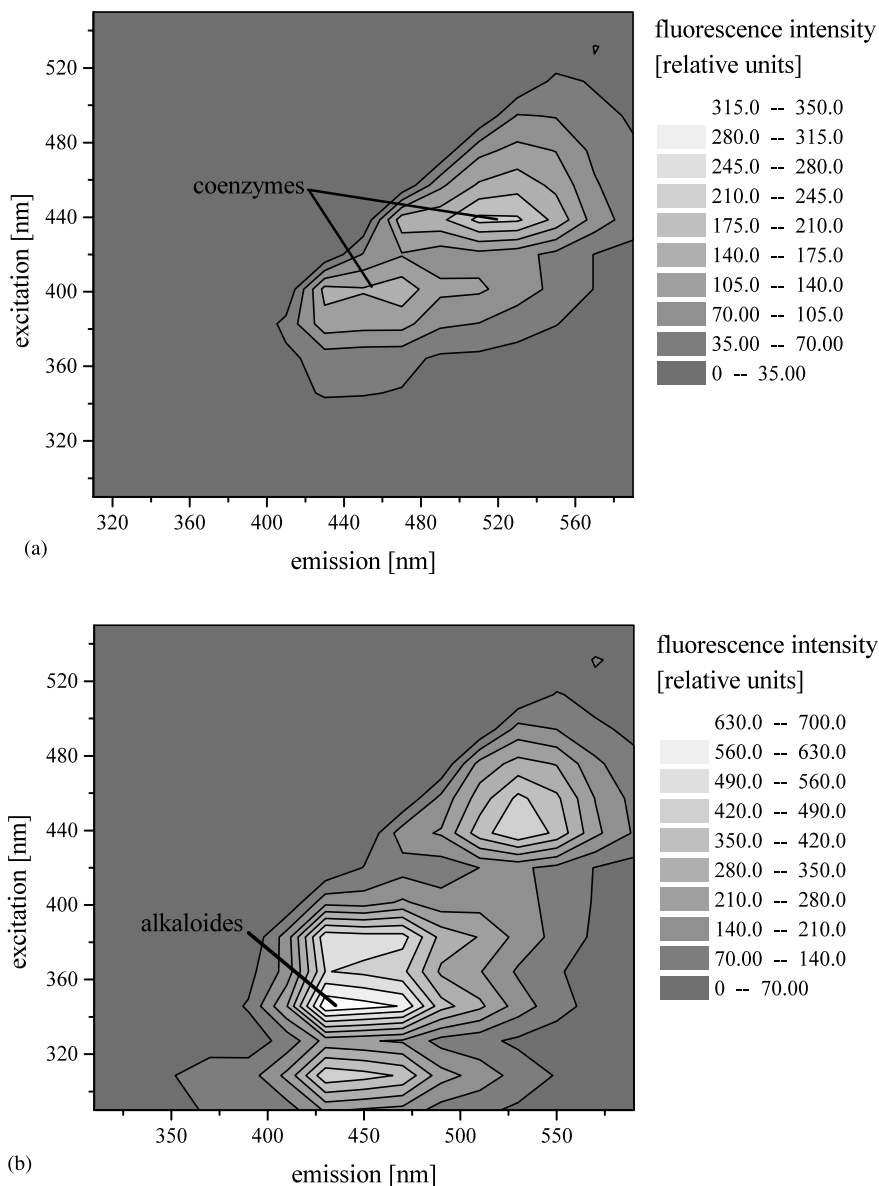 fluorescence intensity
[relative units]
315.0 -- 350.0
280.0 -- 315.0
245.0 -- 280.0
210.0 -- 245.0
175.0 -- 210.0
140.0 -- 175.0
105.0 -- 140.0
70.00 -- 105.0
35.00 -- 70.00
0 -- 35.00
excitation [nm]
520
480
440
400
360
320
coenzymes
320 360 400 440 480 520 560
emission [nm]
(a)
fluorescence intensity
[relative units]
630.0 -- 700.0
560.0 -- 630.0
490.0 -- 560.0
420.0 -- 490.0
350.0 -- 420.0
280.0 -- 350.0
210.0 -- 280.0
140.0 -- 210.0
70.00 -- 140.0
0 -- 70.00
excitation [nm]
520
480
440
400
360
320
alkaloides
350 400 450 500 550
emission [nm]
(b)